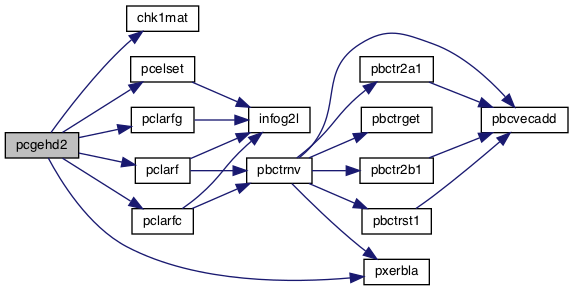 chk1mat
pcelset
pbctr2a1
pclarfg
infog2l
pbctrget
pbcvecadd
pcgehd2
pclarf
pbctrnv
pbctr2b1
pclarfc
pbctrst1
pxerbla